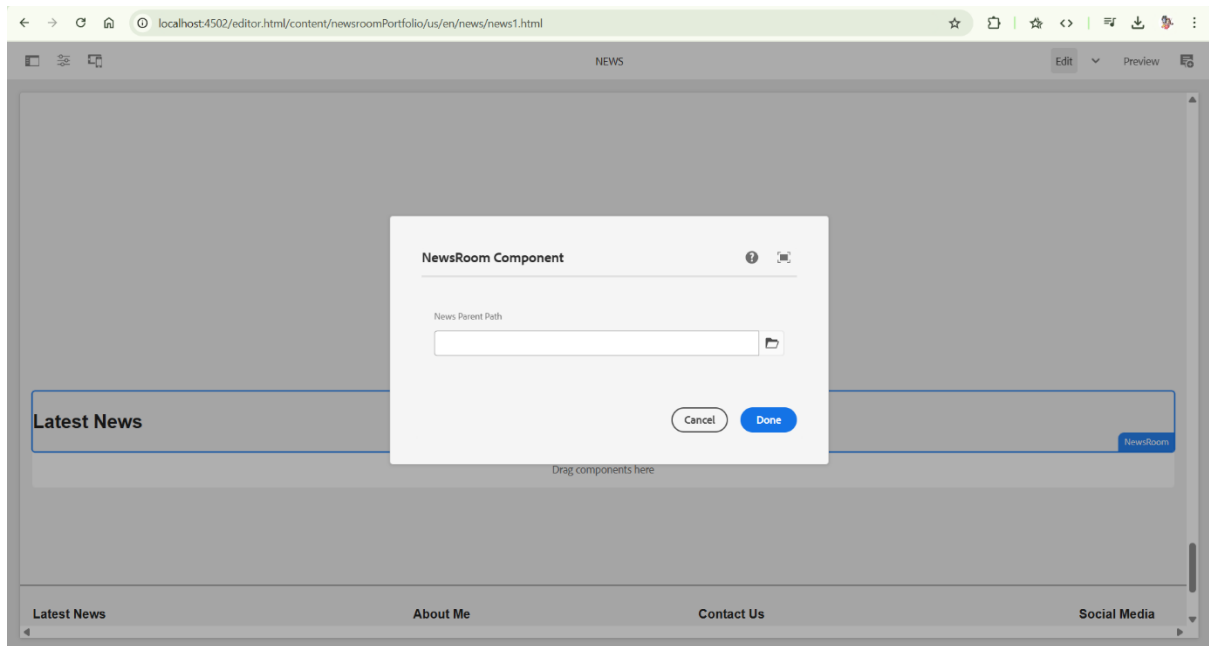 localhost:4502/editor.html/content/newsroomPortfolio/us/en/news/news1.html
NEWS
Edit
Preview
NewsRoom Component
News Parent Path
Cancel
Done
Latest News
NewsRoom
Drag components here
Latest News
About Me
Contact Us
Social Media